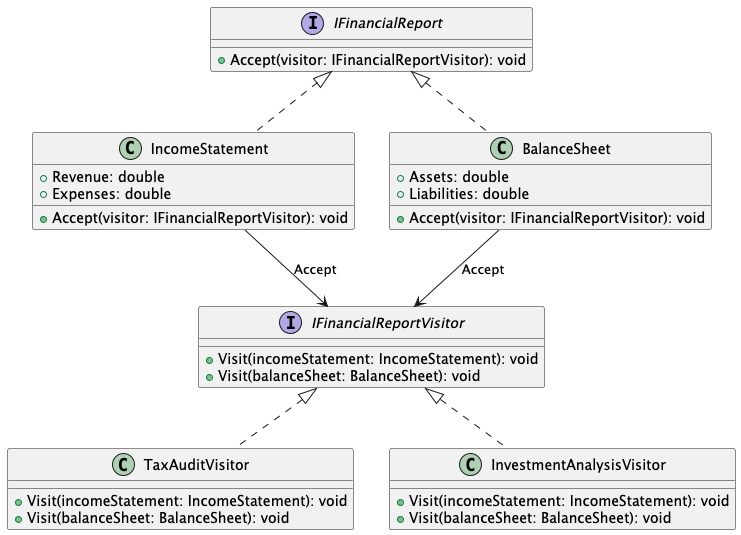 I IFinancialReport
Accept(visitor: IFinancialReportVisitor): void
C IncomeStatement
Revenue: double
Expenses: double
Accept(visitor: IFinancialReportVisitor): void
C BalanceSheet
Assets: double
Liabilities: double
Accept(visitor: IFinancialReportVisitor): void
Accept
Accept
I IFinancialReportVisitor
Visit(incomeStatement: IncomeStatement): void
Visit(balanceSheet: BalanceSheet): void
C TaxAuditVisitor
Visit(incomeStatement: IncomeStatement): void
Visit(balanceSheet: BalanceSheet): void
C InvestmentAnalysisVisitor
Visit(incomeStatement: IncomeStatement): void
Visit(balanceSheet: BalanceSheet): void